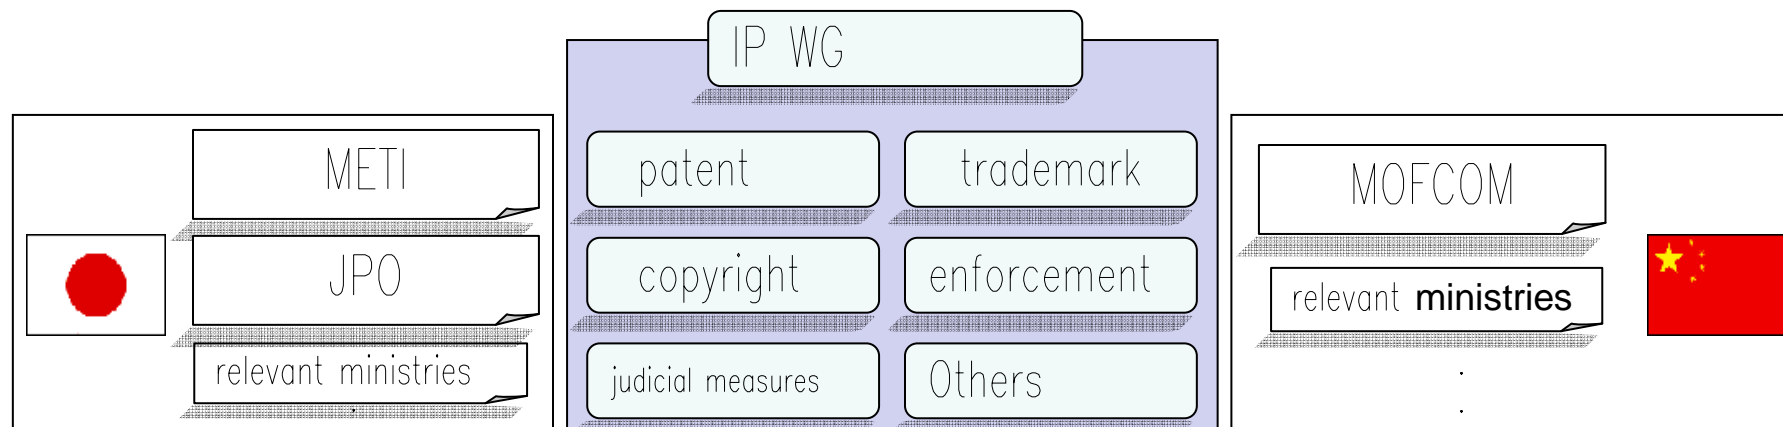 IP WG
METI
JPO
relevant ministries
patent
trademark
copyright
enforcement
judicial measures
Others
MOFCOM
relevant ministries